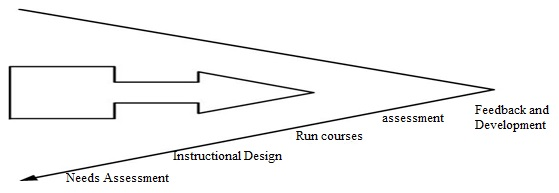 Feedback and
Development
assessment
Run courses
Instructional Design
Needs Assessment